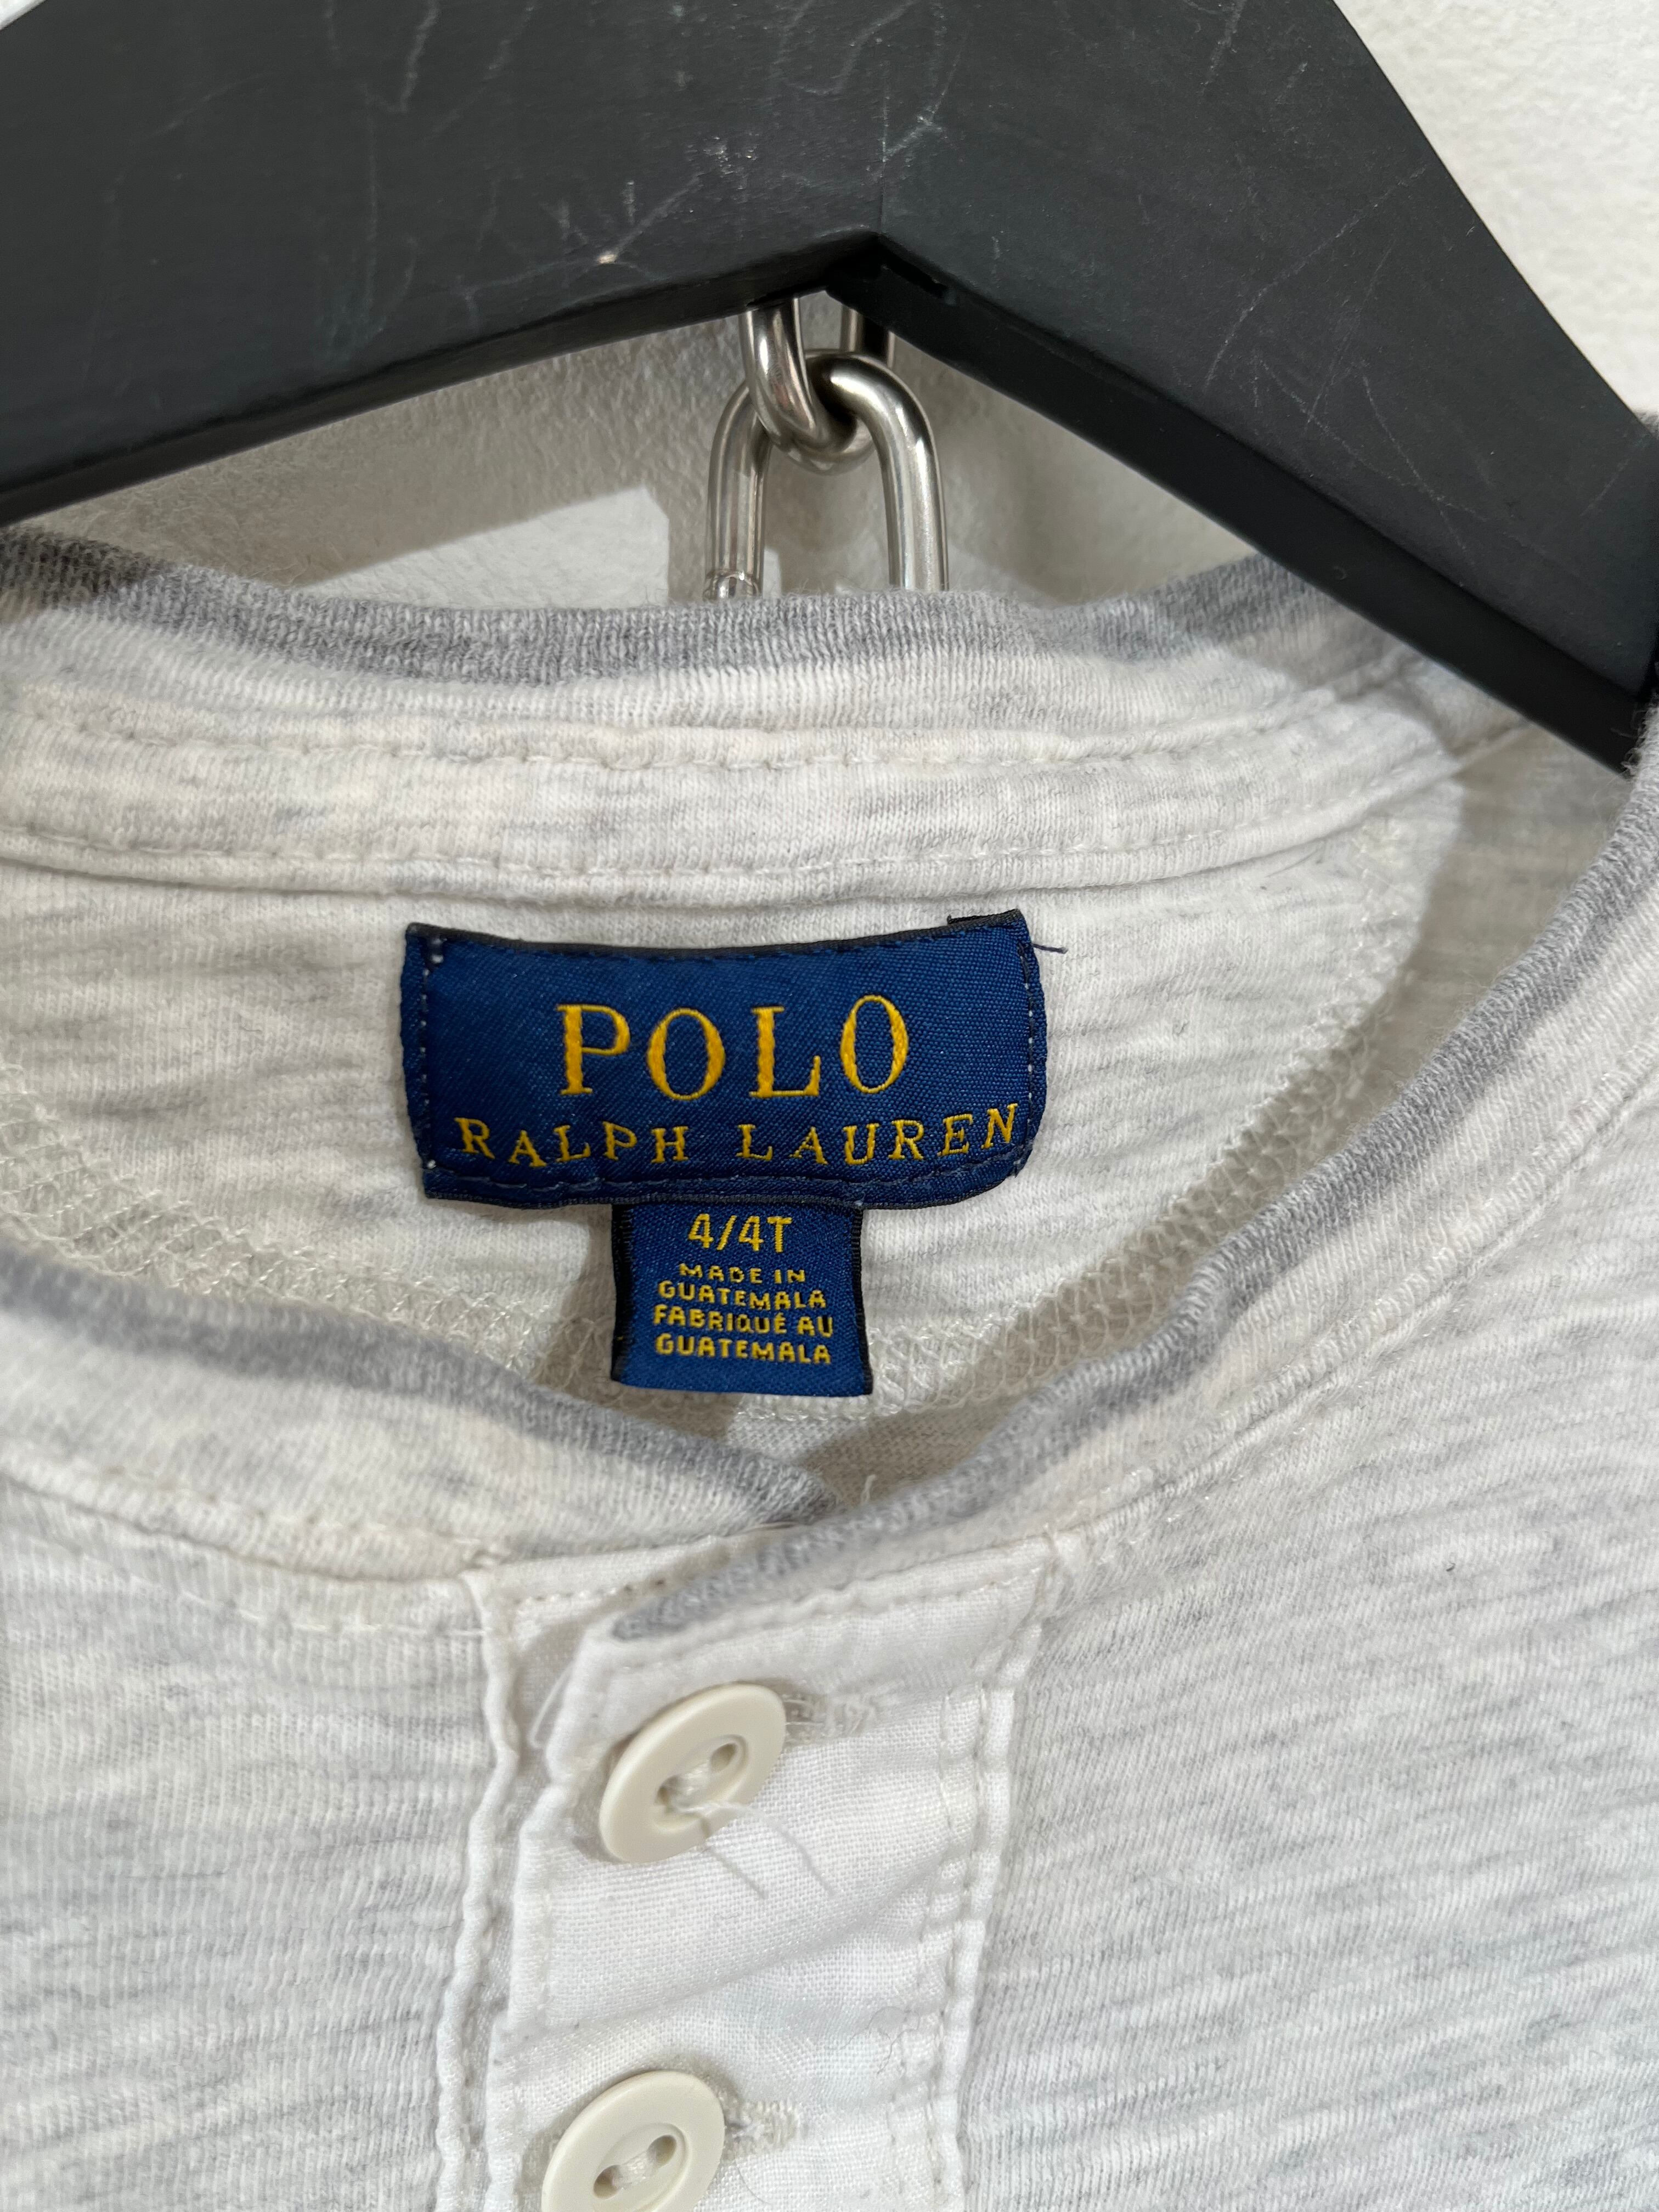 POLO
RALPH LAUREN
4/4T
MADE IN
GUATEMALA
FABRIQUÉ AU
GUATEMALA